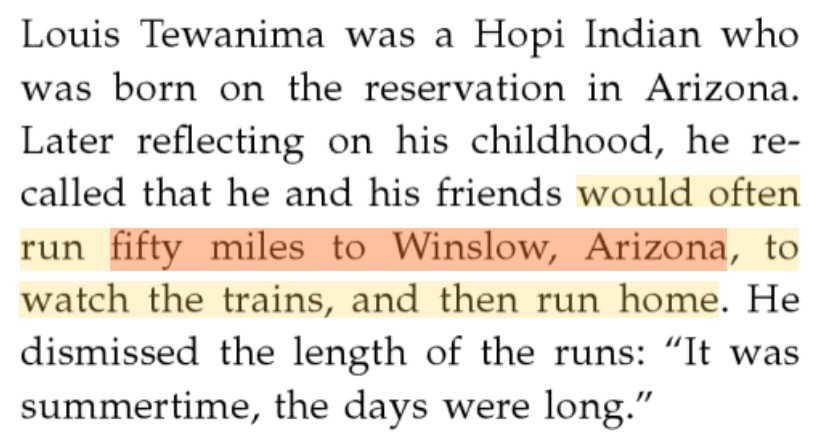 Louis Tewanima was a Hopi Indian who
was born on the reservation in Arizona.
Later reflecting on his childhood, he re-
called that he and his friends would often
run fifty miles to Winslow, Arizona, to
watch the trains, and then run home. He
dismissed the length of the runs: “It was
summertime, the days were long.”